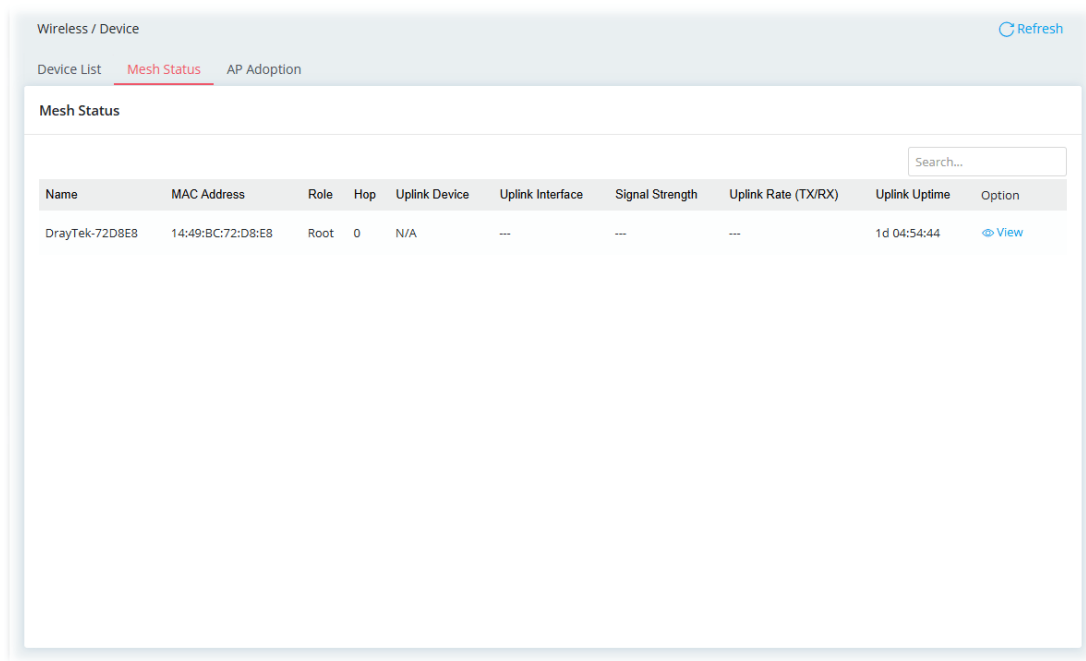 Wireless / Device Refresh
Device List Mesh Status AP Adoption
Mesh Status
Search...
Name MAC Address Role Hop Uplink Device Uplink Interface Signal Strength Uplink Rate (TX/RX) Uplink Uptime Option
DrayTek-72D8E8 14:49:BC:72:D8:E8 Root 0 N/A --- --- --- 1d 04:54:44 View